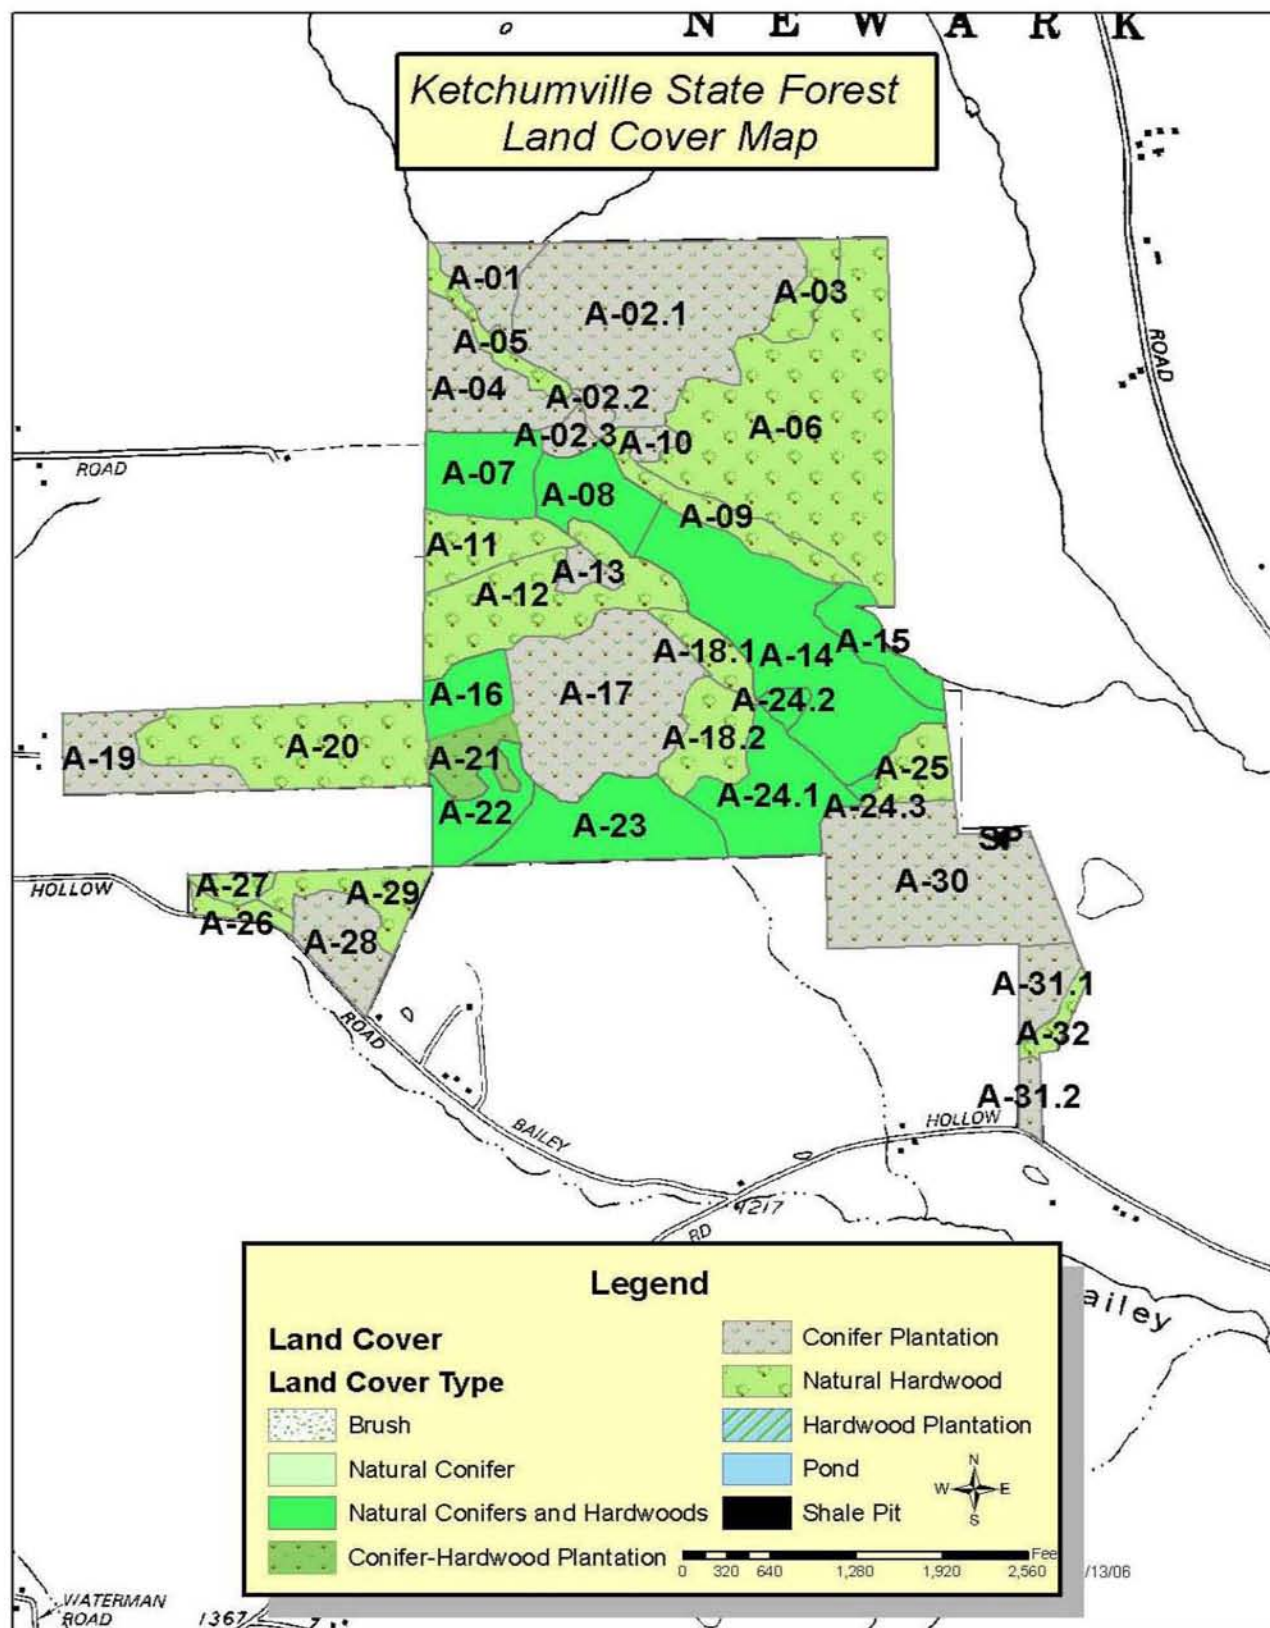 N E W A R K
Ketchumville State Forest
Land Cover Map
A-01
A-03
A-02.1
A-05
ROAD
A-04
A-02.2
A-06
A-02.3
A-10
ROAD
A-07
A-08
A-09
A-11
A-13
A-12
A-15
A-18.1
A-14
A-16
A-17
A-24.2
A-19
A-20
A-18.2
A-21
A-25
A-24.1
A-24.3
A-22
A-23
SP
A-30
HOLLOW
A-27
A-29
A-26
A-28
A-31.1
ROAD
A-32
A-31.2
BAILEY
HOLLOW
1217
RD
ailey
Legend
Land Cover
Land Cover Type
Brush
Natural Conifer
Natural Conifers and Hardwoods
Conifer-Hardwood Plantation
Conifer Plantation
Natural Hardwood
Hardwood Plantation
Pond
Shale Pit
N
W E
S
Fee
0 320 640 1,280 1,920 2,560
/13/06
WATERMAN
ROAD
1367